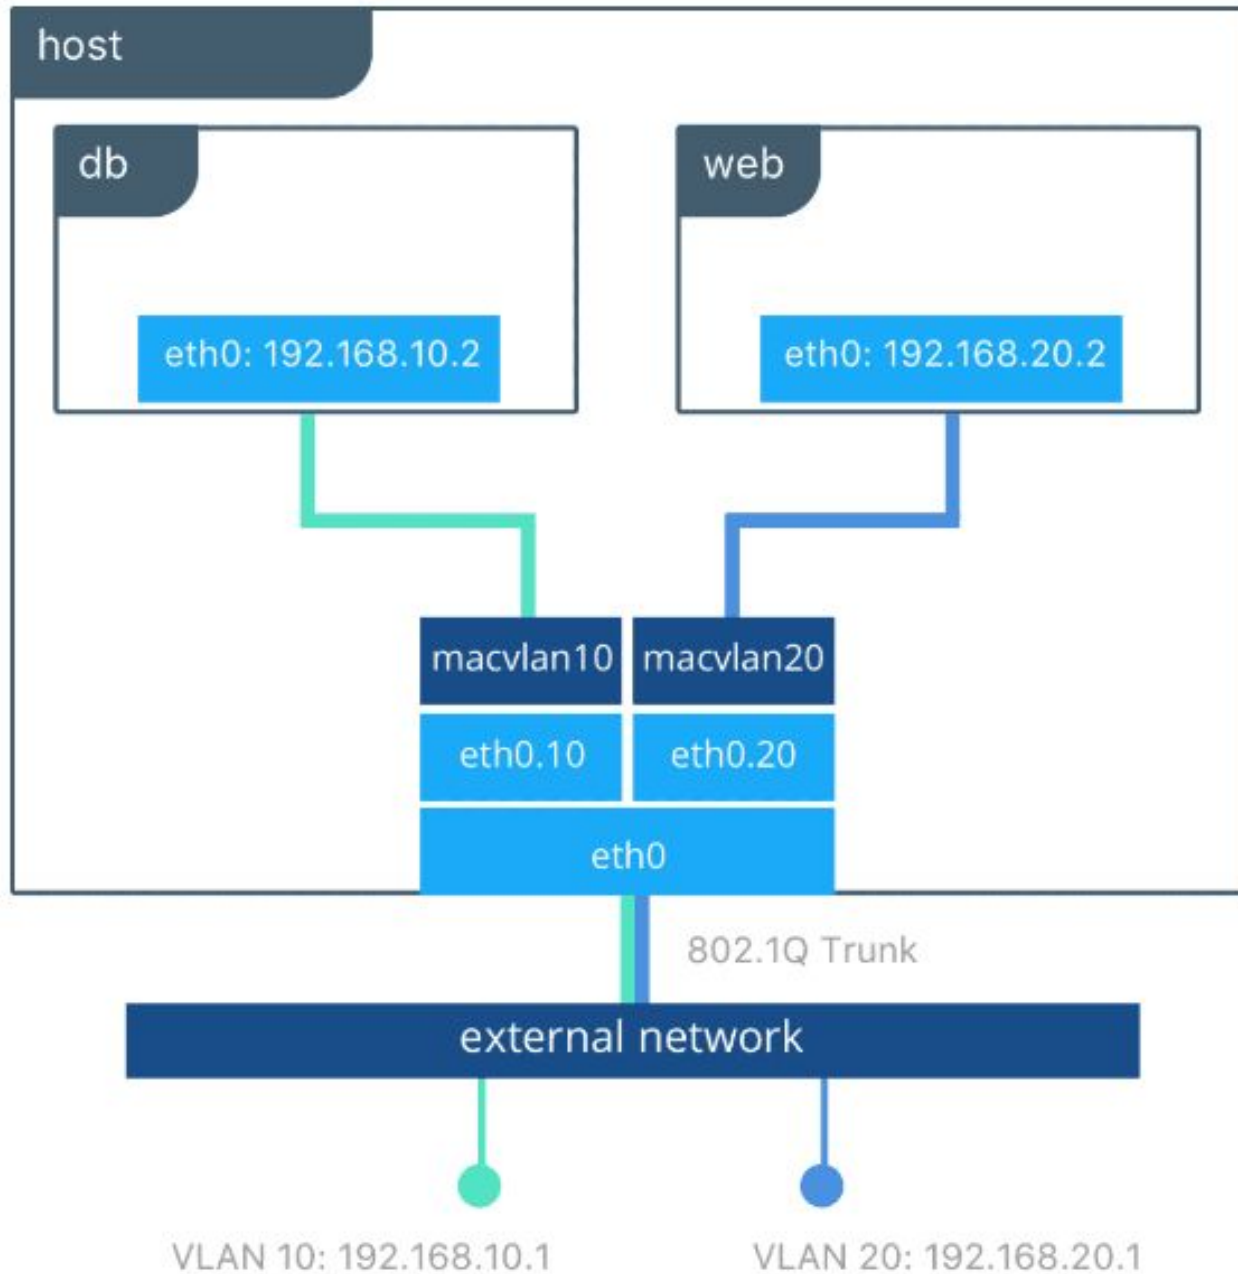 host
db
web
eth0: 192.168.10.2
eth0: 192.168.20.2
macvlan10
macvlan20
eth0.10
eth0.20
eth0
802.1Q Trunk
external network
VLAN 10: 192.168.10.1
VLAN 20: 192.168.20.1